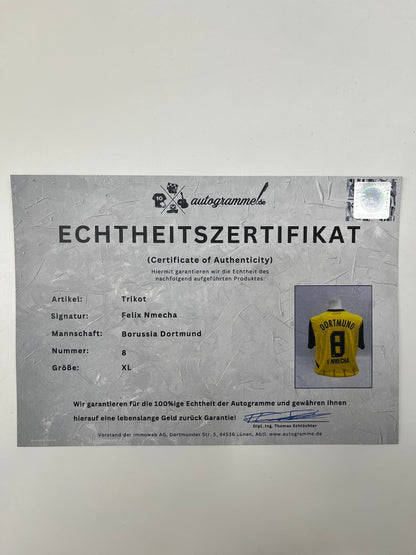 10
autogramme.de
ECHTHEITSZERTIFIKAT
(Certificate of Authenticity)
Hiermit garantieren wir die Echtheit des
nachfolgend aufgeführten Produktes:
Artikel: Trikot
Signatur: Felix Nmecha
Mannschaft: Borussia Dortmund
Nummer: 8
Größe: XL
DORTMUND
8
F. NMECHA
Wir garantieren für die 100%ige Echtheit der Autogramme und gewähren Ihnen
hierauf eine lebenslange Geld zurück Garantie!
Dipl. Ing. Thomas Schlüchter
Vorstand der immoweb AG, Dortmunder Str. 5, 44536 Lünen, Abtl. www.autogramme.de